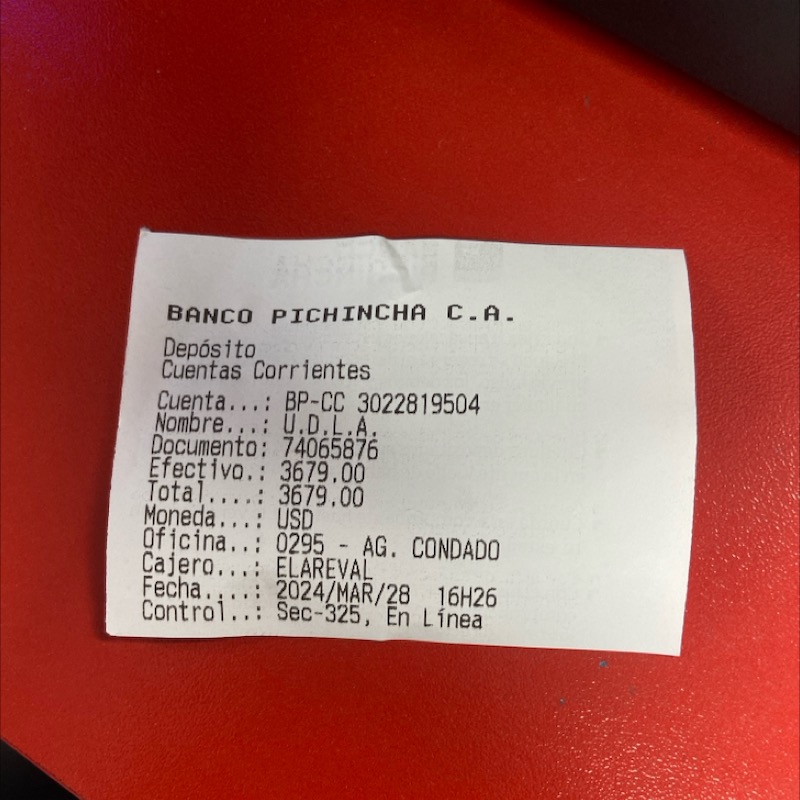 BANCO PICHINCHA C.A.
Depósito
Cuentas Corrientes
Cuenta...: BP-CC 3022819504
Nombre...: U.D.L.A.
Documento: 74065876
Efectivo.: 3679.00
Total....: 3679.00
Moneda...: USD
Oficina..: 0295 - AG. CONDADO
Cajero...: ELAREVAL
Fecha....: 2024/MAR/28 16H26
Control..: Sec-325, En Línea